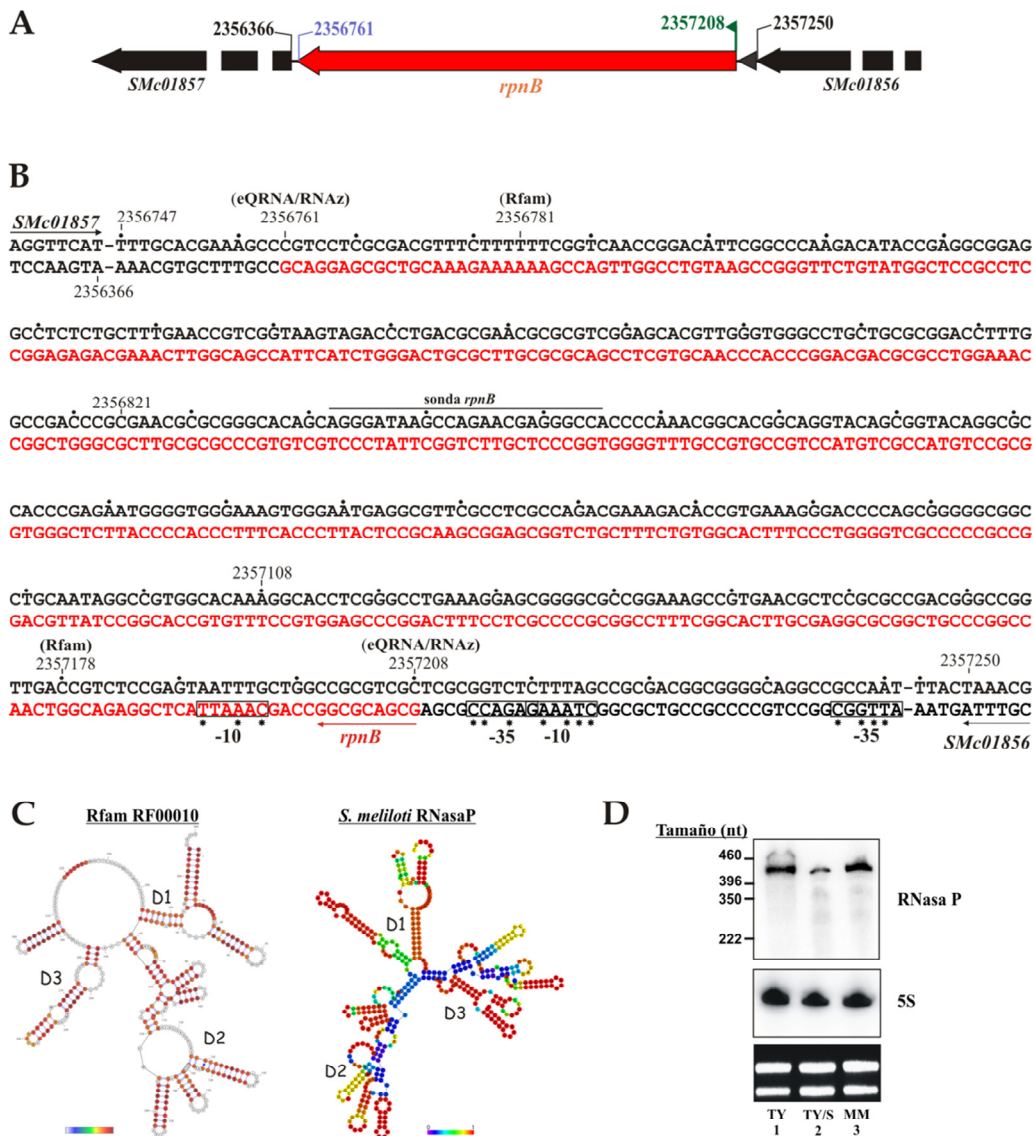 A
2356366 2356761 2357208 2357250
SMc01857 rpnB SMc01856
B
(eQRNA/RNAz) (Rfam)
SMc01857 2356747 2356761 2356781
AGGTTCAT-TTTGCACGAAAGCCCGTCCTCGCGACGTTTCTTTTTTCGGTCAACCGGACATTCGGCCCAAGACATACCGAGGCGGAG
TCCAAGTA-AAACGTGCTTTGCCGCAGGAGCGCTGCAAAGAAAAAAGCCAGTTGGCCTGTAAGCCGGGTTCTGTATGGCTCCGCCTC
2356366
GCCTCTCTGCTTTGAACCGTCGGTAAGTAGACCCTGACGCGAACGCGCGTCGGAGCACGTTGGGTGGGCCTGCTGCGCGGACCTTTG
CGGAGAGACGAAACTTGGCAGCCATTCATCTGGGACTGCGCTTGCGCGCAGCCTCGTGCAACCCACCCGGACGACGCGCCTGGAAAC
2356821 sonda rpnB
GCCGACCCGCGAACGCGCGGGCACAGCAGGGATAAGCCAGAACGAGGGCCACCCCAAACGGCACGGCAGGTACAGCGGTACAGGCGC
CGGCTGGGCGCTTGCGCGCCCGTGTCGTCCCTATTCGGTCTTGCTCCCGGTGGGGTTTGCCGTGCCGTCCATGTCGCCATGTCCGCG
CACCCGAGAATGGGGTGGGAAAGTGGGAATGAGGCGTTCGCCTCGCCAGACGAAAGACACCGTGAAAGGGACCCCAGCGGGGGCGGC
GTGGGCTCTTACCCCACCCTTTCACCCTTACTCCGCAAGCGGAGCGGTCTGCTTTCTGTGGCACTTTCCCTGGGGTCGCCCCCGCCG
2357108
CTGCAATAGGCCGTGGCACAAAGGCACCTCGGGCCTGAAAGGAGCGGGGCGCCGGAAAGCCGTGAACGCTCCGCGCCGACGGGCCGG
GACGTTATCCGGCACCGTGTTTCCGTGGAGCCCGGACTTTCCTCGCCCCGCGGCCTTTCGGCACTTGCGAGGCGCGGCTGCCCGGCC
(Rfam) (eQRNA/RNAz)
2357178 2357208 2357250
TTGACCGTCTCCGAGTAATTTGCTGGCCGCGTCGCTCGCGGTCTCTTTAGCCGCGACGGCGGGGCAGGCCGCCAAT-TTACTAAACG
AACTGGCAGAGGCTCATTAAACGACCGGCGCAGCGAGCGCCAGAGAAATCGGCGCTGCCGCCCCGTCCGGCGGTTA-AATGATTTGC
* * * ** * * *** * ***
-10 rpnB -35 -10 -35 SMc01856
C
Rfam RF00010 S. meliloti RNasaP
D1 D3 D2
D1 D3 D2
0 1
D
Tamaño (nt)
460
396
350
222
RNasa P
5S
TY TY/S MM
1 2 3